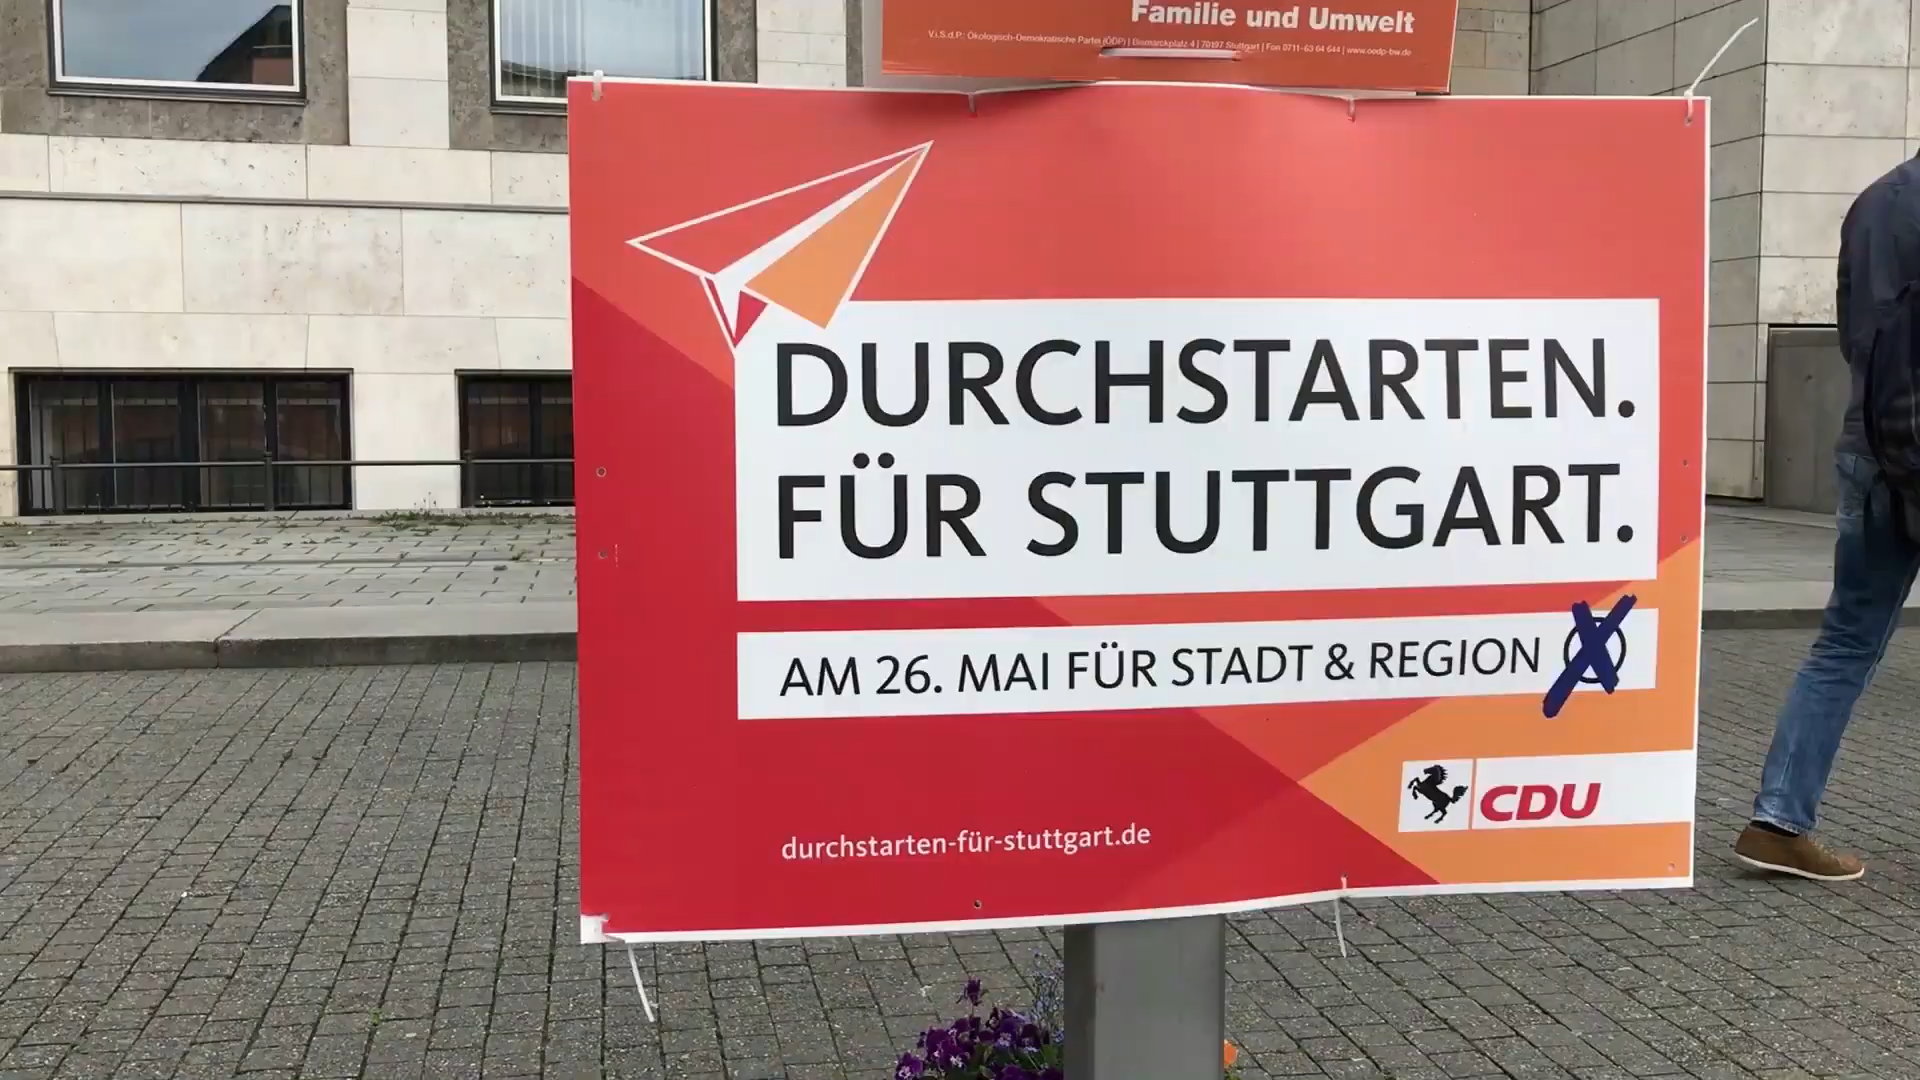 Familie und Umwelt
V.i.S.d.P.: Ökologisch-Demokratische Partei (ÖDP) | Bismarckplatz 4 | 70197 Stuttgart | Fon 0711-63 64 644 | www.oedp-bw.de
DURCHSTARTEN.
FÜR STUTTGART.
AM 26. MAI FÜR STADT & REGION
CDU
durchstarten-für-stuttgart.de